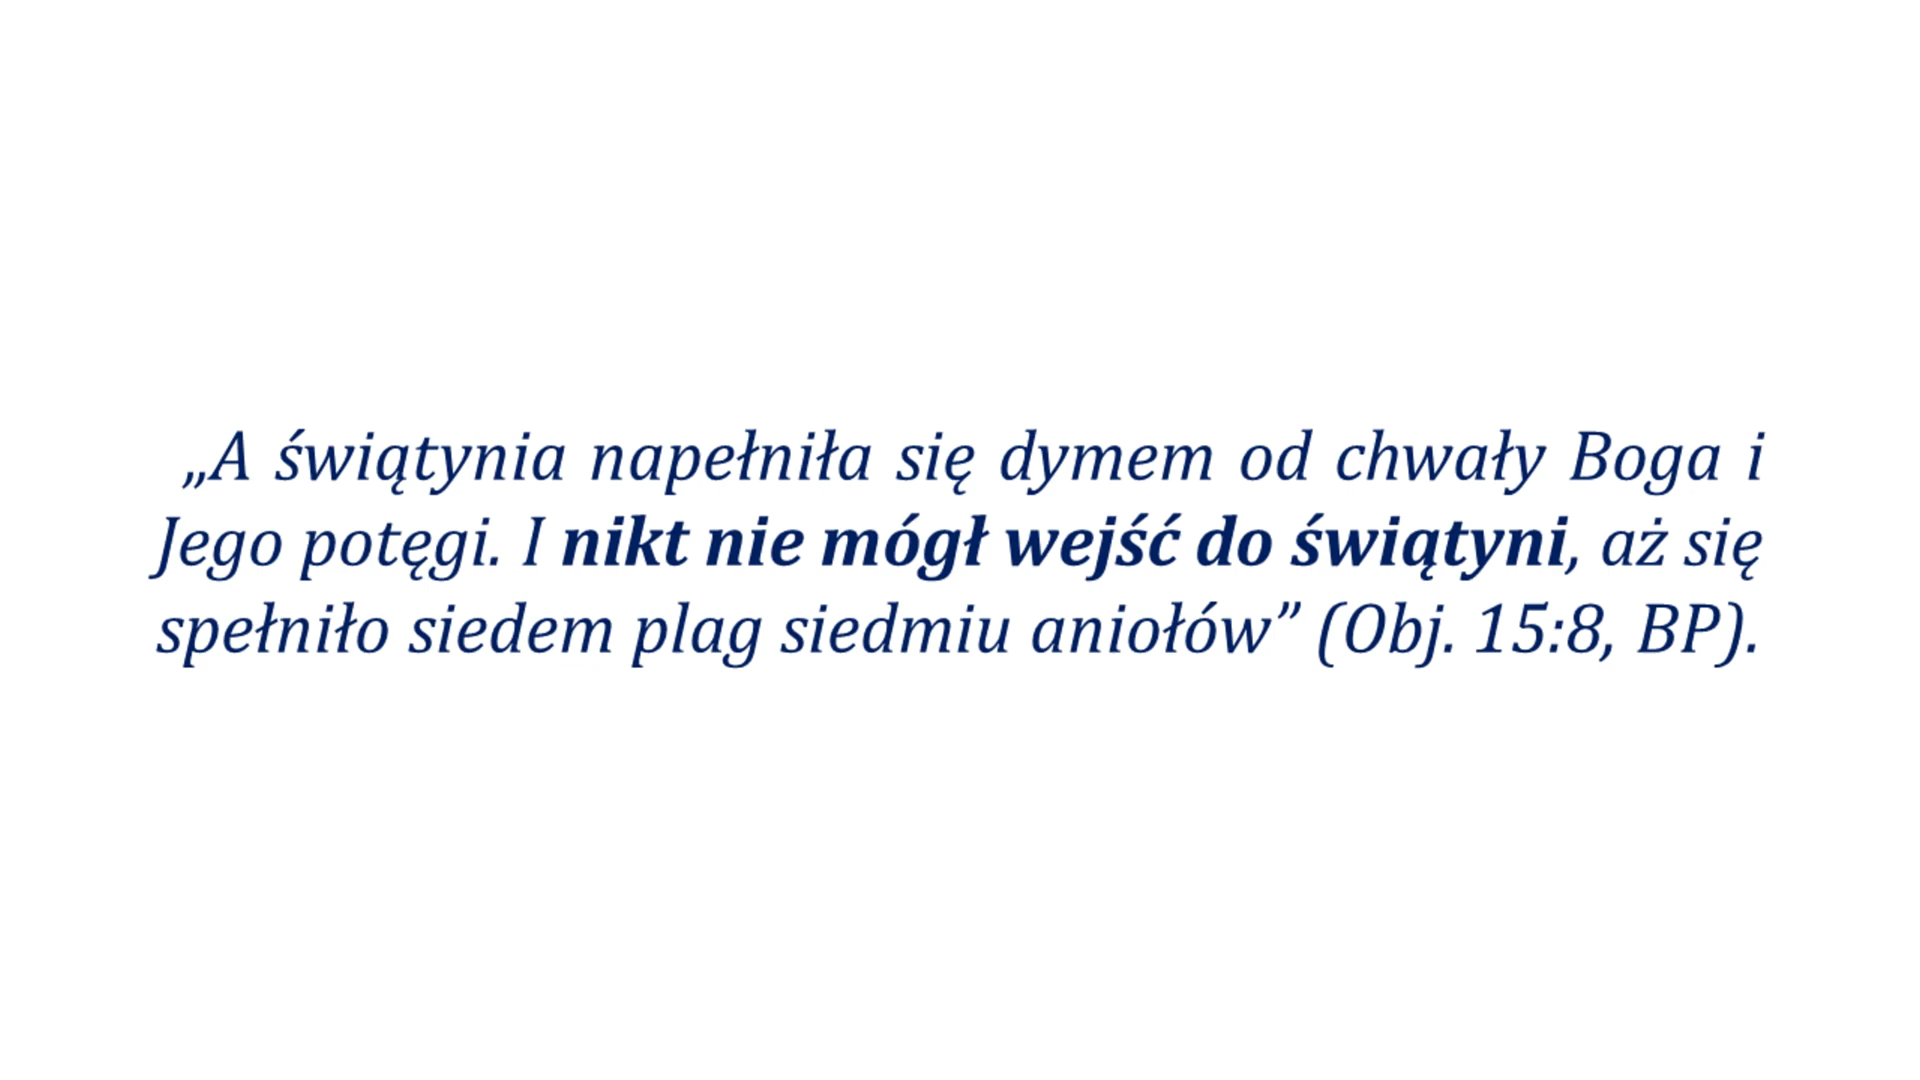 „A świątynia napełniła się dymem od chwały Boga i
Jego potęgi. I nikt nie mógł wejść do świątyni, aż się
spełniło siedem plag siedmiu aniołów” (Obj. 15:8, BP).